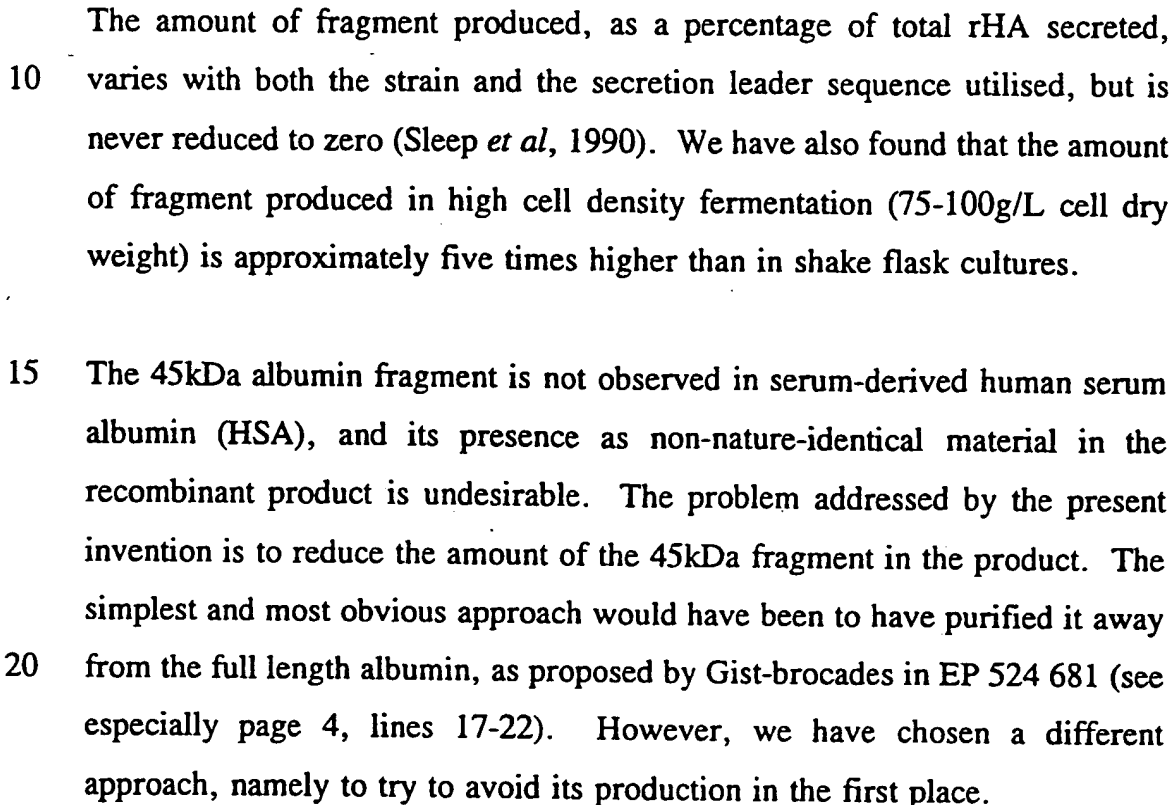 The amount of fragment produced, as a percentage of total rHA secreted,
10 varies with both the strain and the secretion leader sequence utilised, but is
never reduced to zero (Sleep et al, 1990). We have also found that the amount
of fragment produced in high cell density fermentation (75-100g/L cell dry
weight) is approximately five times higher than in shake flask cultures.
15 The 45kDa albumin fragment is not observed in serum-derived human serum
albumin (HSA), and its presence as non-nature-identical material in the
recombinant product is undesirable. The problem addressed by the present
invention is to reduce the amount of the 45kDa fragment in the product. The
simplest and most obvious approach would have been to have purified it away
20 from the full length albumin, as proposed by Gist-brocades in EP 524 681 (see
especially page 4, lines 17-22). However, we have chosen a different
approach, namely to try to avoid its production in the first place.